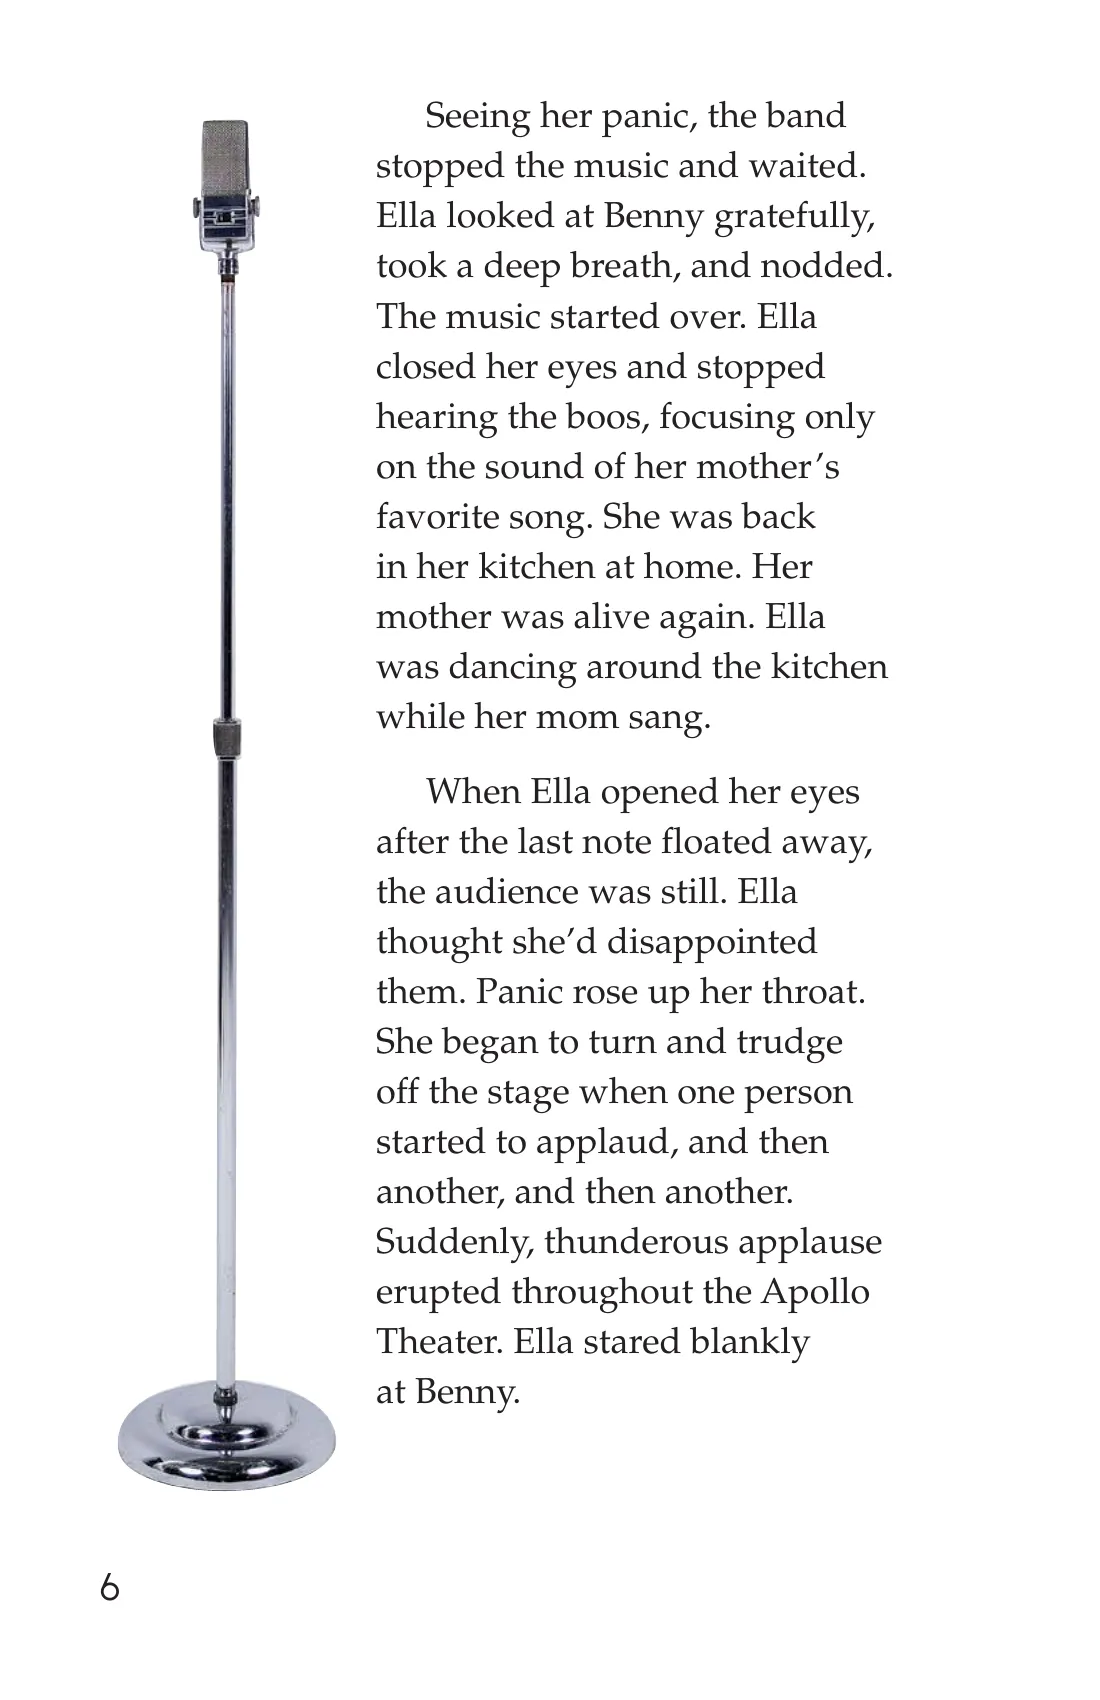 Seeing her panic, the band
stopped the music and waited.
Ella looked at Benny gratefully,
took a deep breath, and nodded.
The music started over. Ella
closed her eyes and stopped
hearing the boos, focusing only
on the sound of her mother’s
favorite song. She was back
in her kitchen at home. Her
mother was alive again. Ella
was dancing around the kitchen
while her mom sang.
When Ella opened her eyes
after the last note floated away,
the audience was still. Ella
thought she’d disappointed
them. Panic rose up her throat.
She began to turn and trudge
off the stage when one person
started to applaud, and then
another, and then another.
Suddenly, thunderous applause
erupted throughout the Apollo
Theater. Ella stared blankly
at Benny.
6